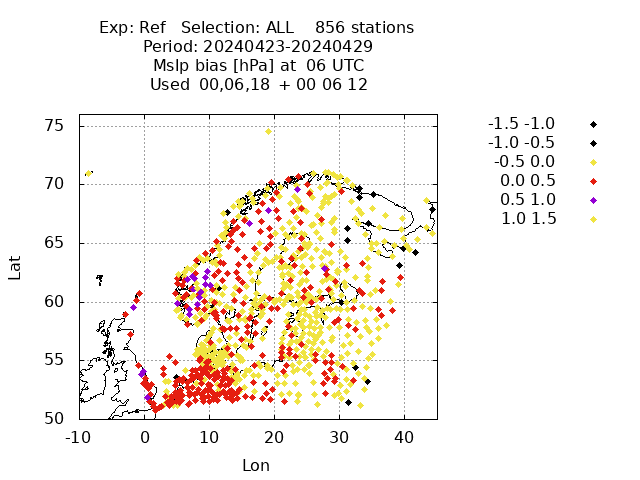 Exp: Ref Selection: ALL 856 stations
Period: 20240423-20240429
Mslp bias [hPa] at 06 UTC
Used 00,06,18 + 00 06 12
-1.5 -1.0
-1.0 -0.5
-0.5 0.0
0.0 0.5
0.5 1.0
1.0 1.5
75
70
65
60
55
50
Lat
-10 0 10 20 30 40
Lon